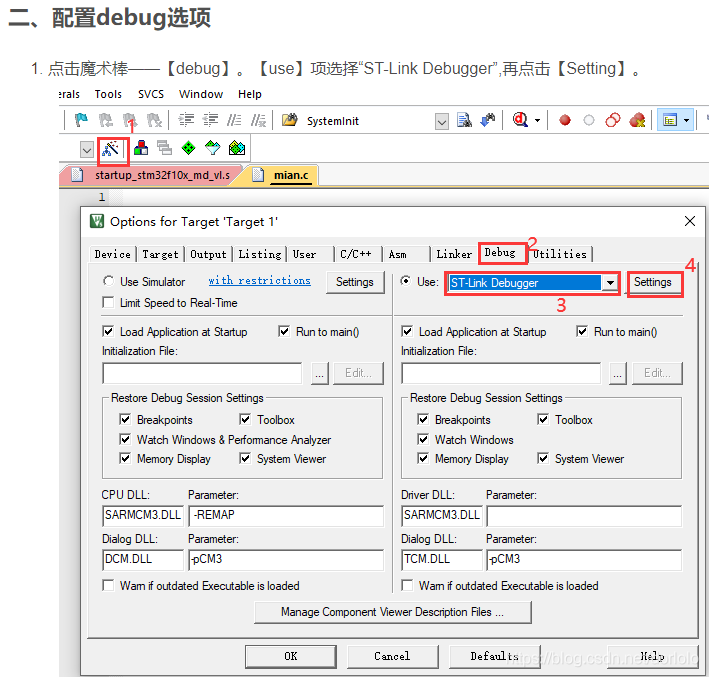 二、配置debug选项
1. 点击魔术棒——【debug】。【use】项选择“ST-Link Debugger”,再点击【Setting】。
erals Tools SVCS Window Help
SystemInit
1
startup_stm32f10x_md_vl.s mian.c
1
Options for Target 'Target 1'
2
Device Target Output Listing User C/C++ Asm Linker Debug Utilities
4
Use Simulator with restrictions Settings Use: ST-Link Debugger Settings
3
Limit Speed to Real-Time
Load Application at Startup Run to main() Load Application at Startup Run to main()
Initialization File: Initialization File:
... Edit... ... Edit...
Restore Debug Session Settings Restore Debug Session Settings
Breakpoints Toolbox Breakpoints Toolbox
Watch Windows & Performance Analyzer Watch Windows
Memory Display System Viewer Memory Display System Viewer
CPU DLL: Parameter: Driver DLL: Parameter:
SARMCM3.DLL -REMAP SARMCM3.DLL
Dialog DLL: Parameter: Dialog DLL: Parameter:
DCM.DLL -pCM3 TCM.DLL -pCM3
Warn if outdated Executable is loaded Warn if outdated Executable is loaded
Manage Component Viewer Description Files ...
OK Cancel Defaults Help